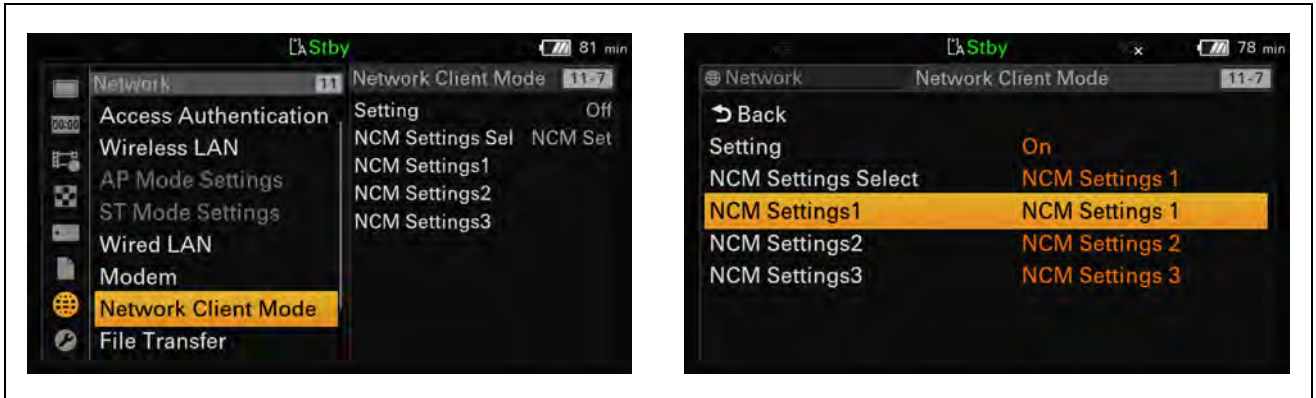 Stby 81 min
Network 11
Access Authentication
Wireless LAN
AP Mode Settings
ST Mode Settings
Wired LAN
Modem
Network Client Mode
File Transfer
00:00
Network Client Mode 11-7
Setting Off
NCM Settings Sel NCM Set
NCM Settings1
NCM Settings2
NCM Settings3
Stby 78 min
Network Network Client Mode 11-7
Back
Setting On
NCM Settings Select NCM Settings 1
NCM Settings1 NCM Settings 1
NCM Settings2 NCM Settings 2
NCM Settings3 NCM Settings 3